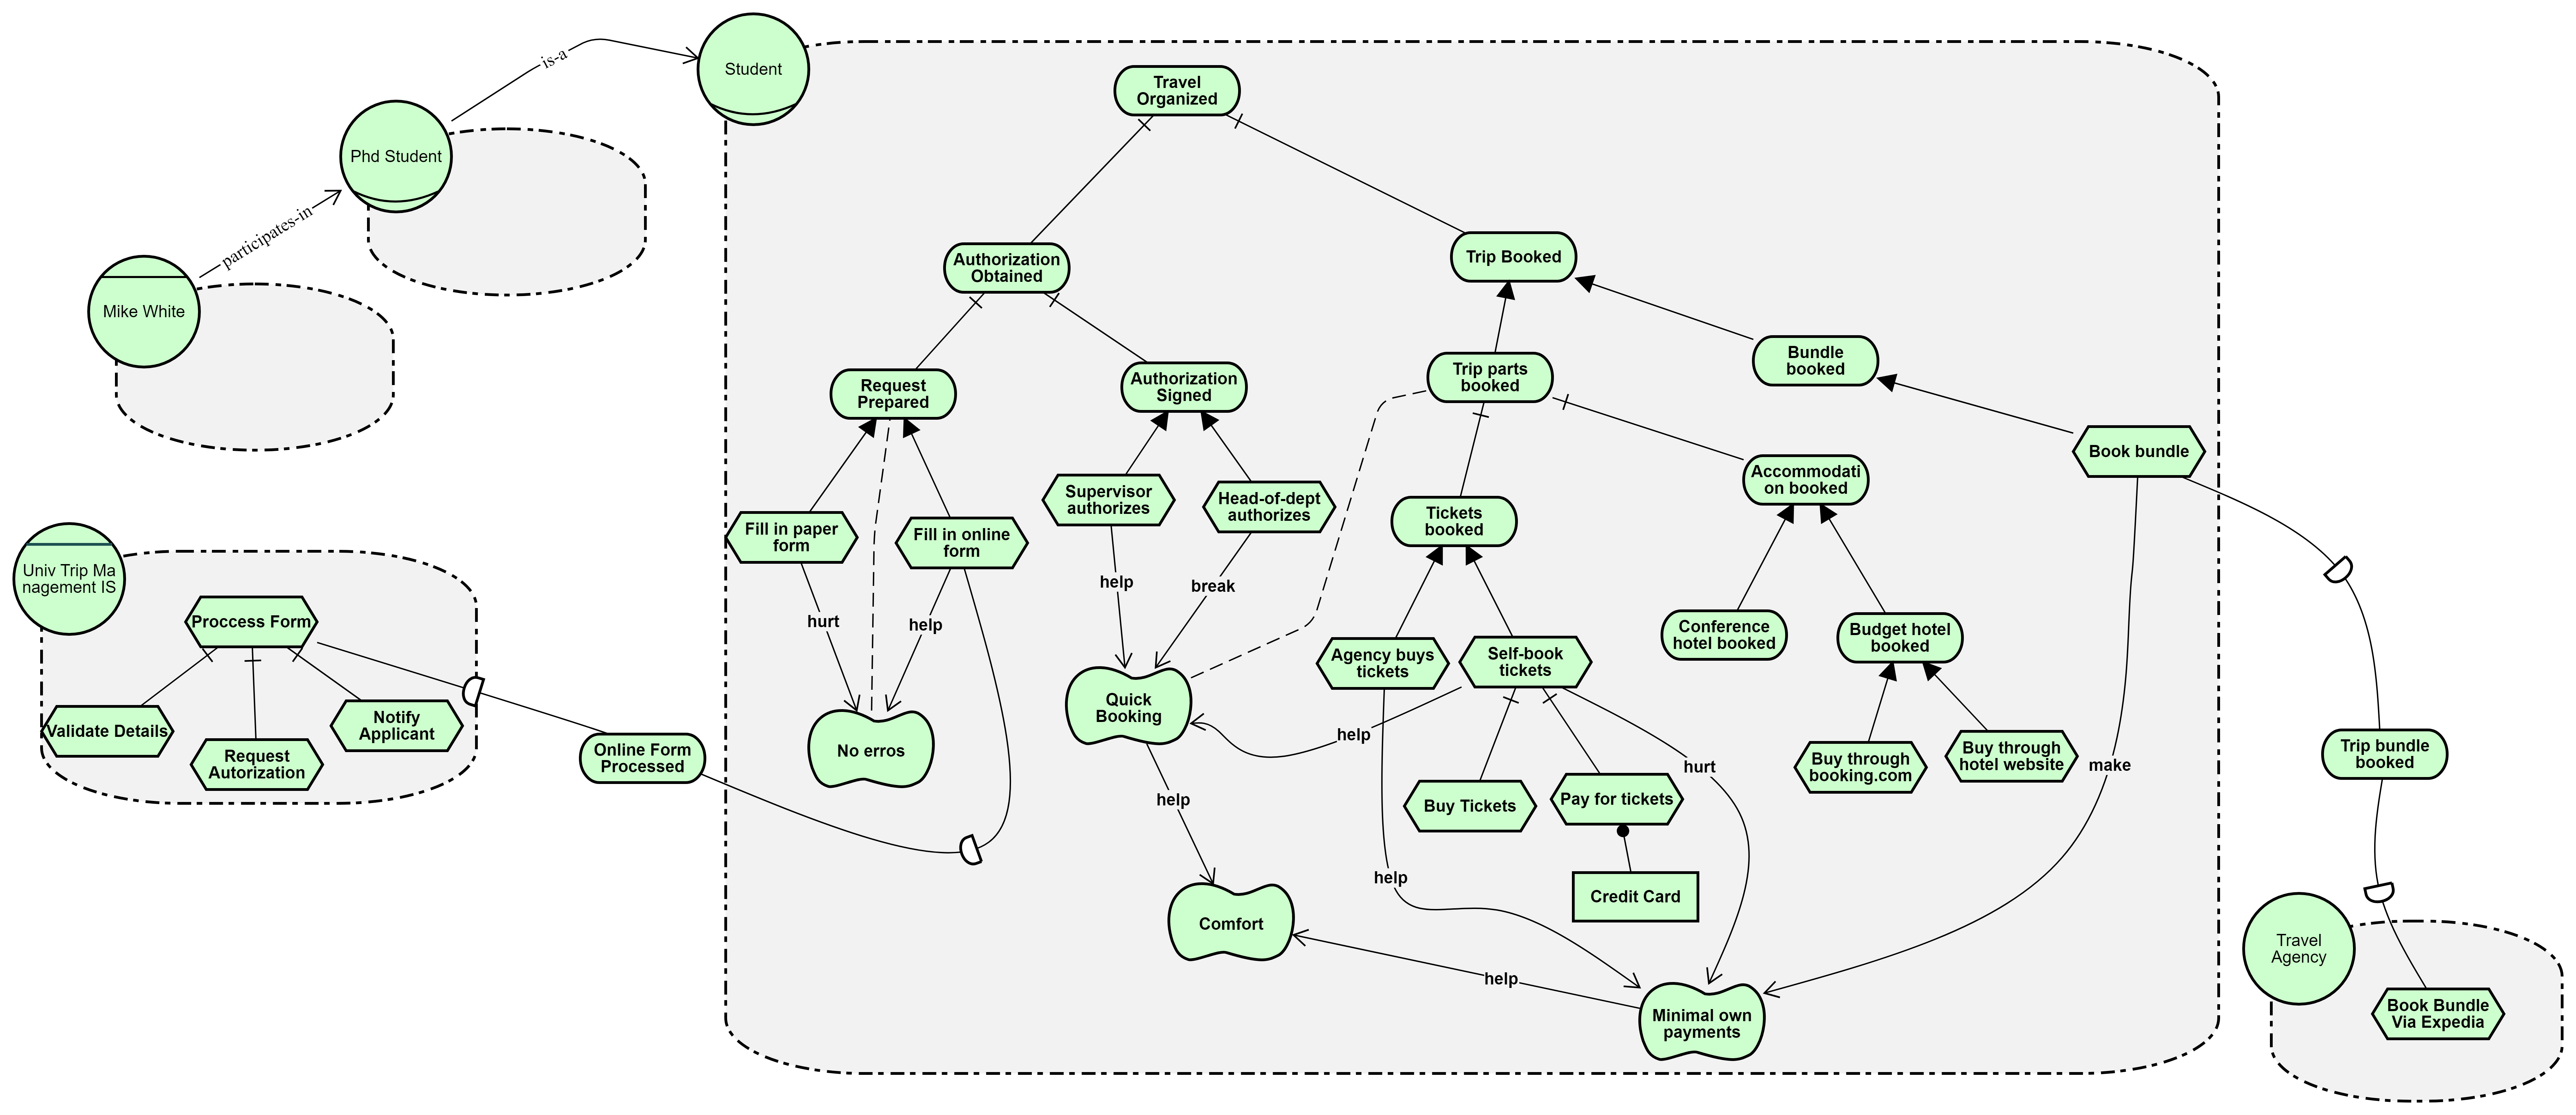 is-a
Student
Phd Student
participates-in
Mike White
Travel
Organized
Authorization
Obtained
Trip Booked
Request
Prepared
Authorization
Signed
Trip parts
booked
Bundle
booked
Book bundle
Fill in paper
form
Fill in online
form
Supervisor
authorizes
Head-of-dept
authorizes
Tickets
booked
Accommodati
on booked
hurt
help
help
break
Agency buys
tickets
Self-book
tickets
Conference
hotel booked
Budget hotel
booked
No erros
Quick
Booking
help
help
Buy Tickets
Pay for tickets
hurt
Buy through
booking.com
Buy through
hotel website
make
help
Credit Card
Comfort
help
Minimal own
payments
Univ Trip Ma
nagement IS
Proccess Form
Validate Details
Request
Autorization
Notify
Applicant
Online Form
Processed
Trip bundle
booked
Travel
Agency
Book Bundle
Via Expedia